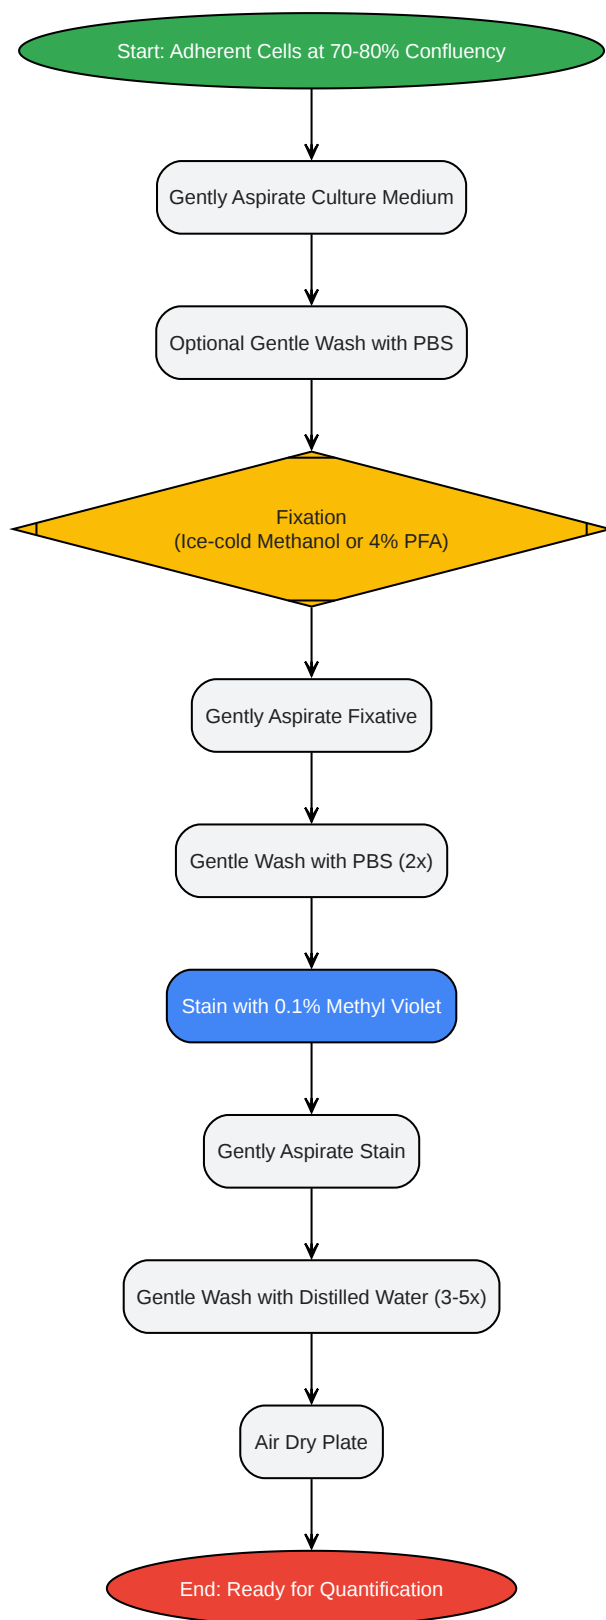 Start: Adherent Cells at 70-80% Confluency
Gently Aspirate Culture Medium
Optional Gentle Wash with PBS
Fixation
(Ice-cold Methanol or 4% PFA)
Gently Aspirate Fixative
Gentle Wash with PBS (2x)
Stain with 0.1% Methyl Violet
Gently Aspirate Stain
Gentle Wash with Distilled Water (3-5x)
Air Dry Plate
End: Ready for Quantification